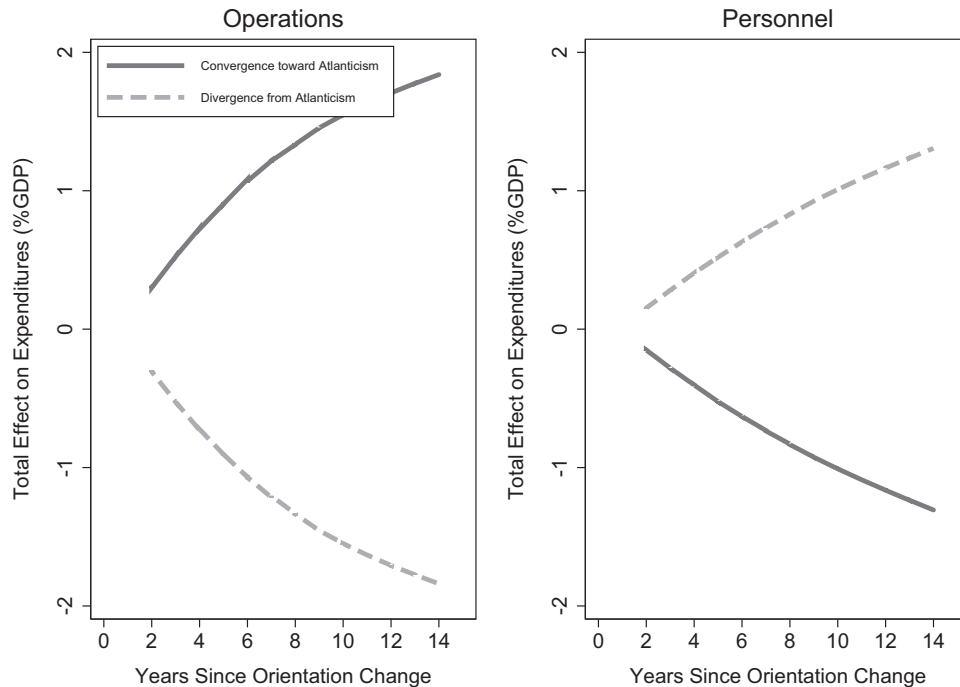 Operations
Convergence toward Atlanticism
Divergence from Atlanticism
Total Effect on Expenditures (%GDP)
2
1
0
-1
-2
0 2 4 6 8 10 12 14
Years Since Orientation Change
Personnel
Total Effect on Expenditures (%GDP)
2
1
0
-1
-2
0 2 4 6 8 10 12 14
Years Since Orientation Change